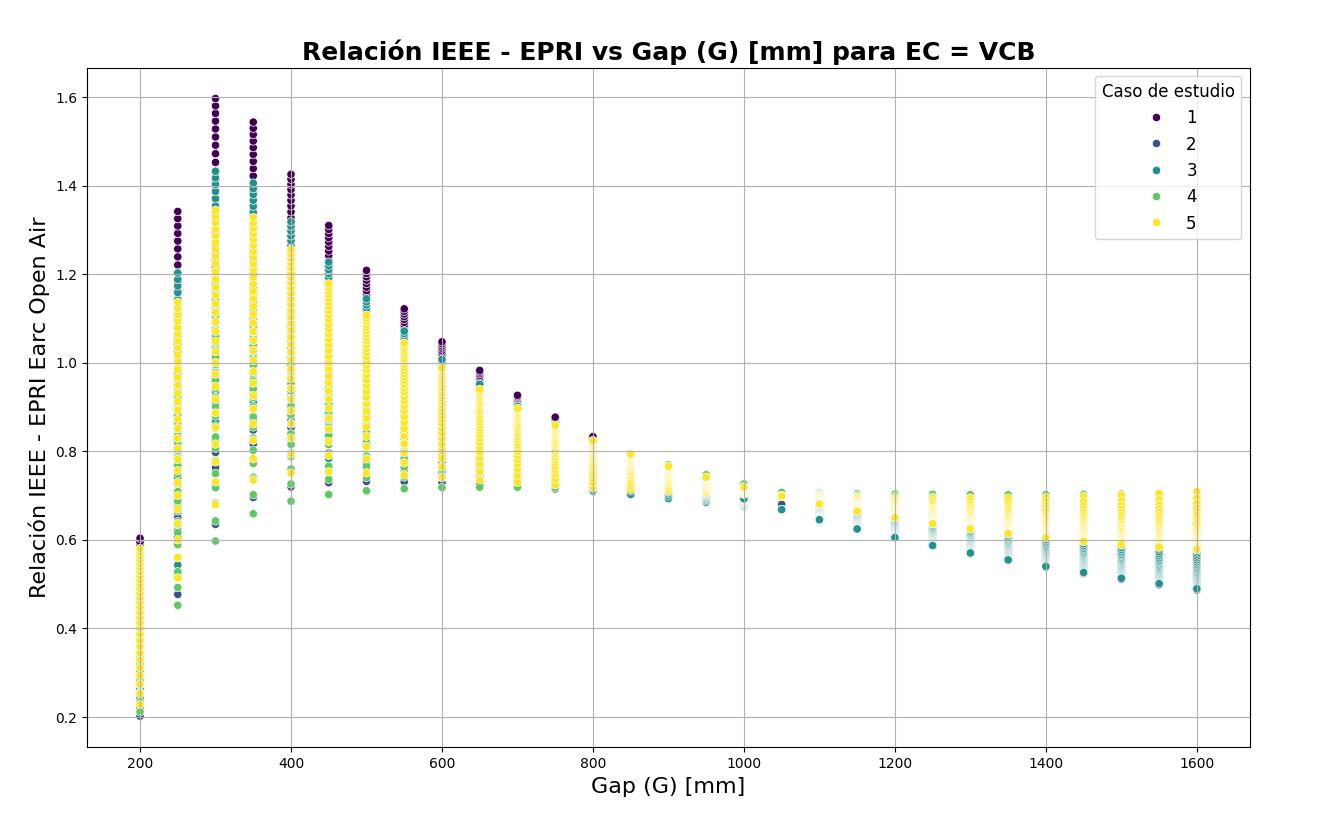 Relación IEEE - EPRI vs Gap (G) [mm] para EC = VCB
Relación IEEE - EPRI Earc Open Air
1.6
1.4
1.2
1.0
0.8
0.6
0.4
0.2
Caso de estudio
1
2
3
4
5
200 400 600 800 1000 1200 1400 1600
Gap (G) [mm]